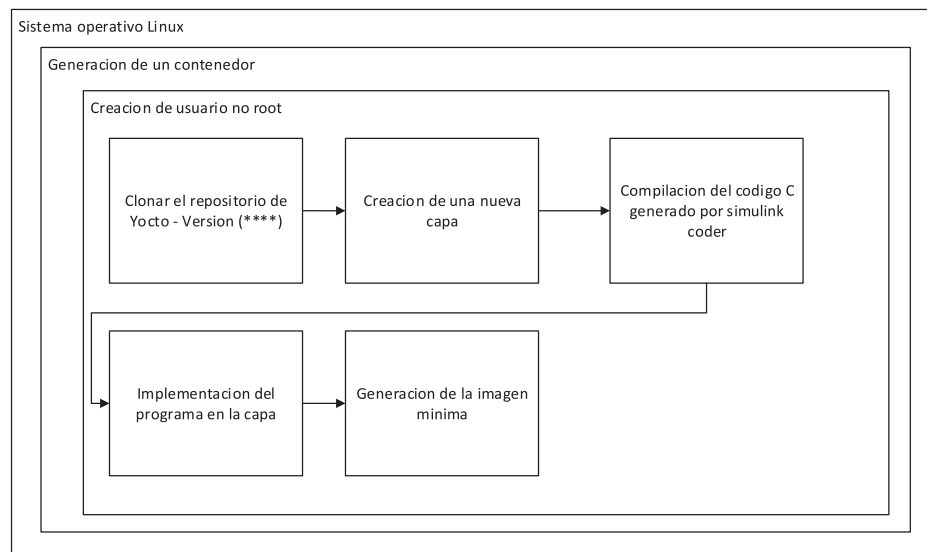 Sistema operativo Linux
Generacion de un contenedor
Creacion de usuario no root
Clonar el repositorio de
Yocto - Version (****)
Creacion de una nueva
capa
Compilacion del codigo C
generado por simulink
coder
Implementacion del
programa en la capa
Generacion de la imagen
minima